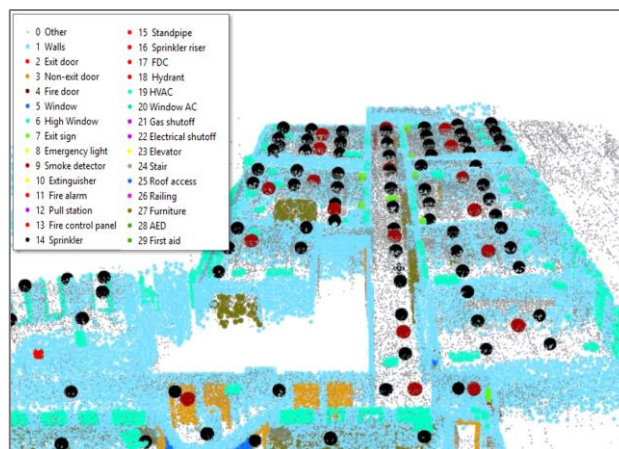 0 Other
1 Walls
2 Exit door
3 Non-exit door
4 Fire door
5 Window
6 High Window
7 Exit sign
8 Emergency light
9 Smoke detector
10 Extinguisher
11 Fire alarm
12 Pull station
13 Fire control panel
14 Sprinkler
15 Standpipe
16 Sprinkler riser
17 FDC
18 Hydrant
19 HVAC
20 Window AC
21 Gas shutoff
22 Electrical shutoff
23 Elevator
24 Stair
25 Roof access
26 Railing
27 Furniture
28 AED
29 First aid